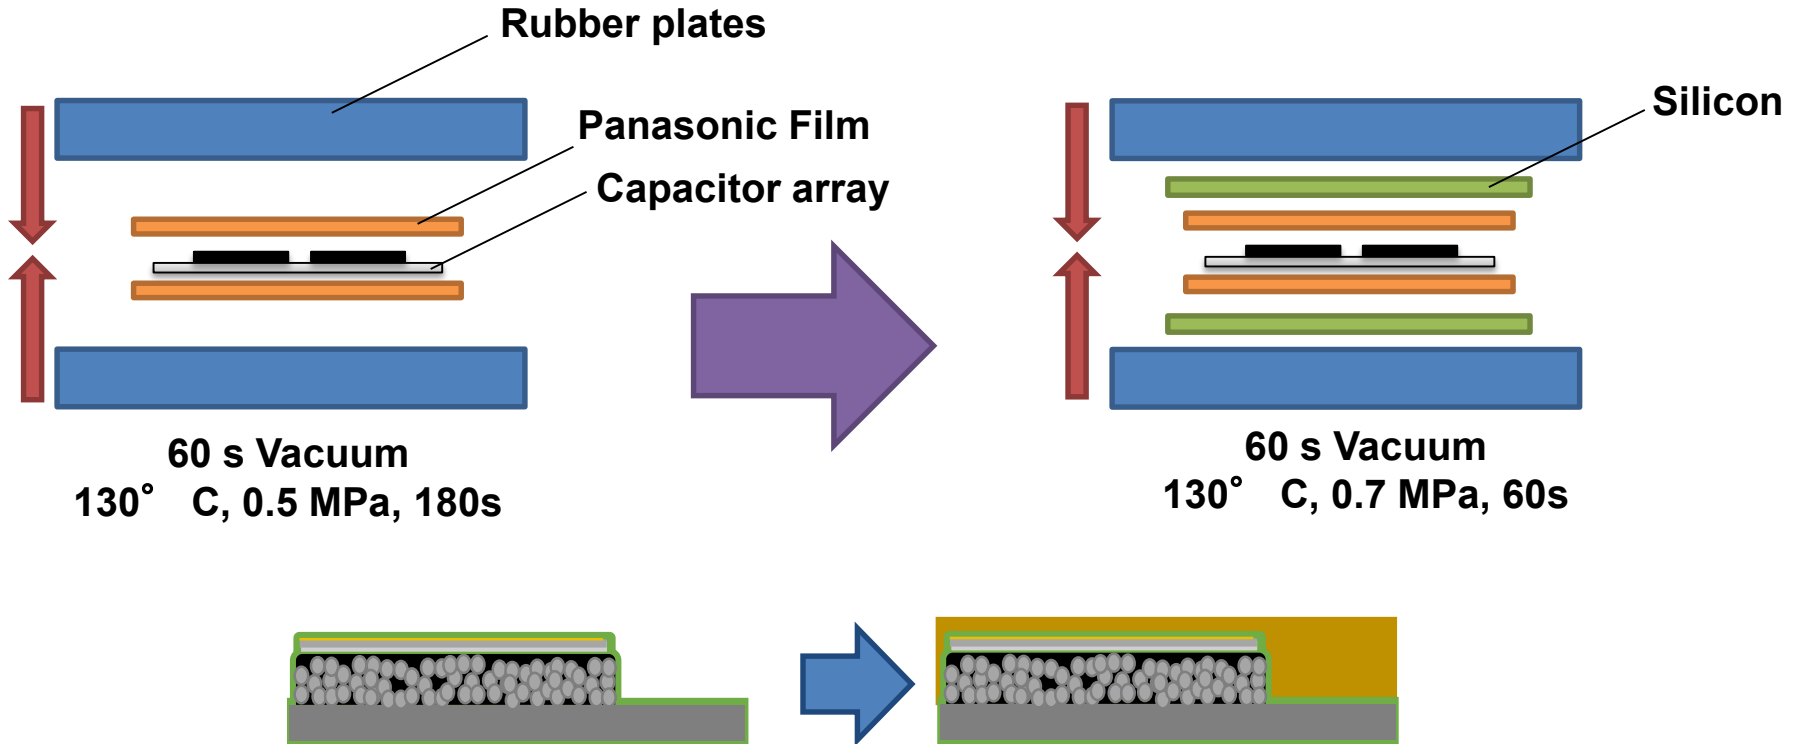 Rubber plates
Panasonic Film
Capacitor array
Silicon
60 s Vacuum
130° C, 0.5 MPa, 180s
60 s Vacuum
130° C, 0.7 MPa, 60s